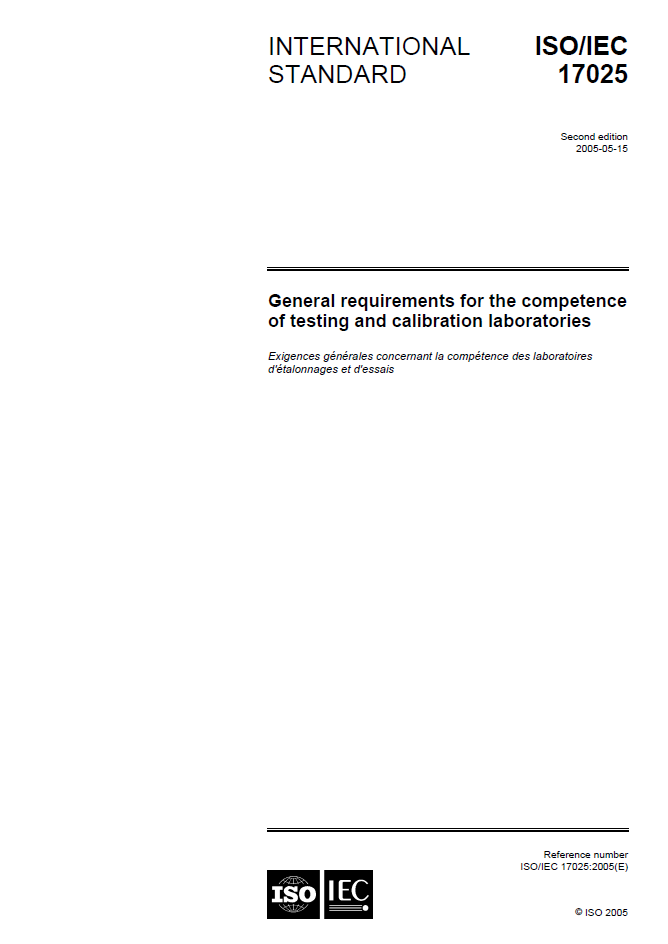 INTERNATIONAL
STANDARD
ISO/IEC
17025
Second edition
2005-05-15
General requirements for the competence
of testing and calibration laboratories
Exigences générales concernant la compétence des laboratoires
d'étalonnages et d'essais
Reference number
ISO/IEC 17025:2005(E)
ISO IEC
© ISO 2005